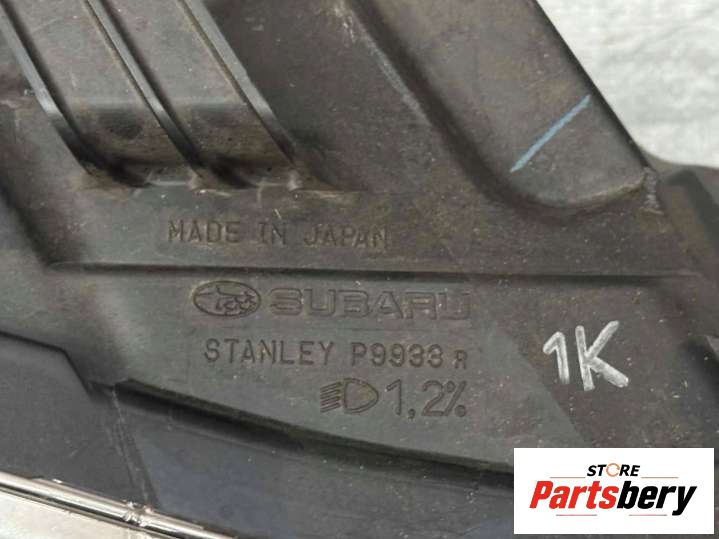 MADE IN JAPAN
SUBARU
STANLEY P9933 R
1,2%
1K
STORE
Partsbery